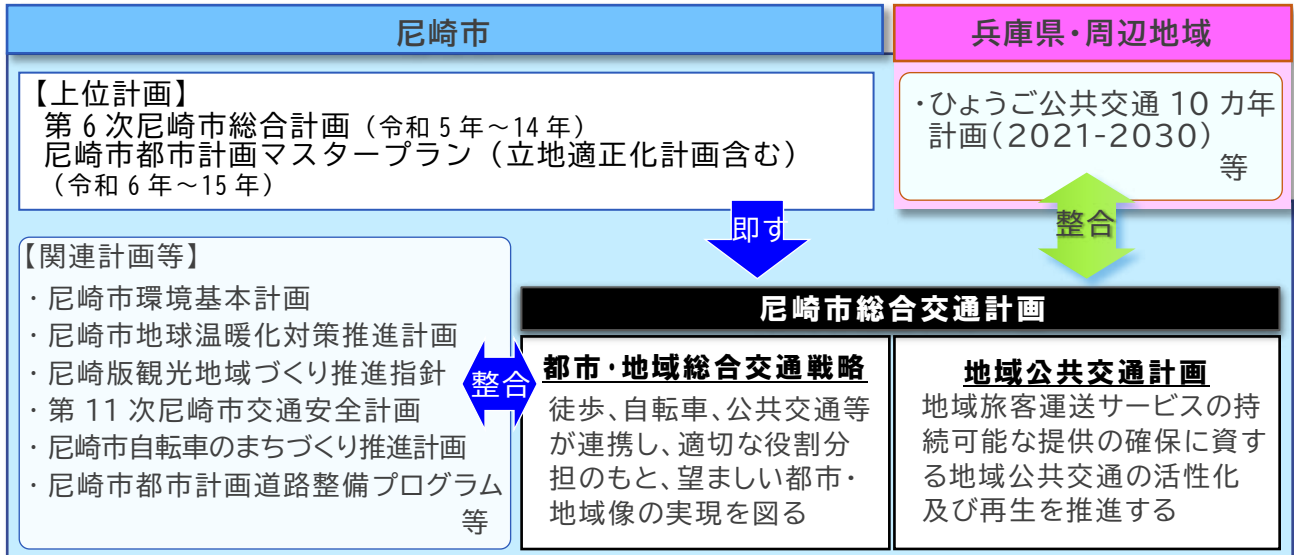 尼崎市
兵庫県・周辺地域
【上位計画】
第6次尼崎市総合計画（令和5年～14年）
尼崎市都市計画マスタープラン（立地適正化計画含む）
（令和6年～15年）
・ひょうご公共交通 10 カ年
計画(2021-2030)
等
即す
整合
【関連計画等】
・尼崎市環境基本計画
・尼崎市地球温暖化対策推進計画
・尼崎版観光地域づくり推進指針
・第 11 次尼崎市交通安全計画
・尼崎市自転車のまちづくり推進計画
・尼崎市都市計画道路整備プログラム
等
整合
尼崎市総合交通計画
都市・地域総合交通戦略
徒歩、自転車、公共交通等
が連携し、適切な役割分
担のもと、望ましい都市・
地域像の実現を図る
地域公共交通計画
地域旅客運送サービスの持
続可能な提供の確保に資す
る地域公共交通の活性化
及び再生を推進する